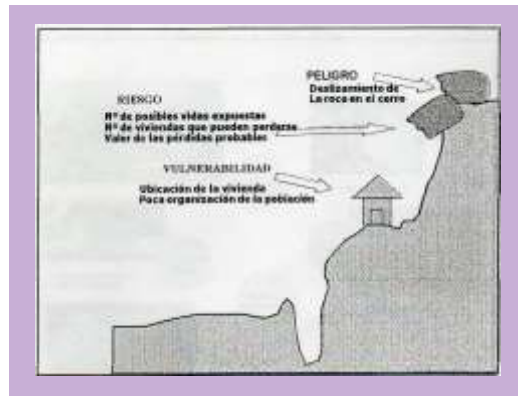 PELIGRO
Deslizamiento de
La roca en el cerro
RIESGO
Nº de posibles vidas expuestas
Nº de viviendas que pueden perderse
Valor de las pérdidas probables
VULNERABILIDAD
Ubicación de la vivienda
Poca organización de la población